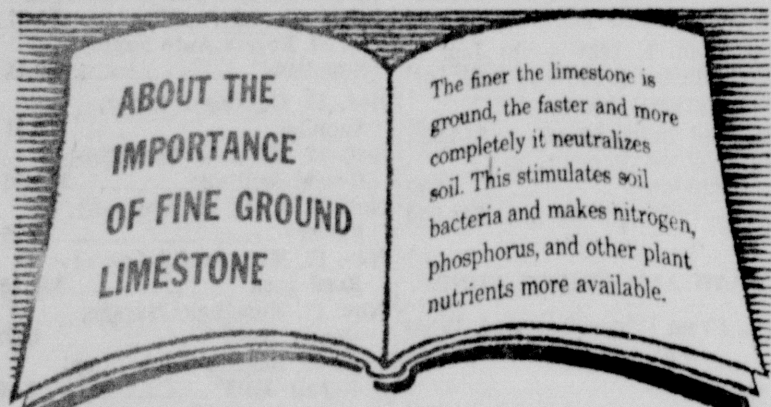 ABOUT THE
IMPORTANCE
OF FINE GROUND
LIMESTONE
The finer the limestone is
ground, the faster and more
completely it neutralizes
soil. This stimulates soil
bacteria and makes nitrogen,
phosphorus, and other plant
nutrients more available.